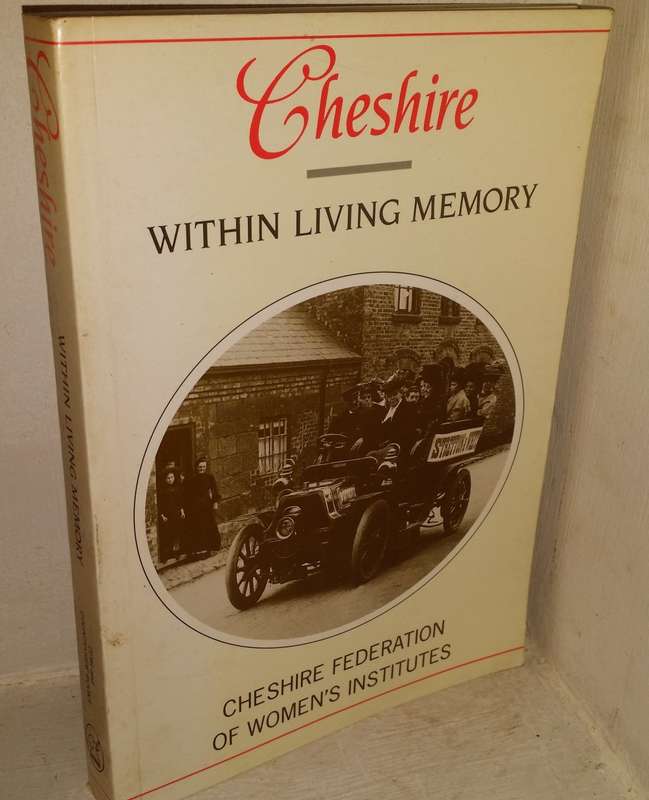 Cheshire
WITHIN LIVING MEMORY
CHESHIRE FEDERATION
OF WOMEN'S INSTITUTES
Cheshire
WITHIN LIVING MEMORY